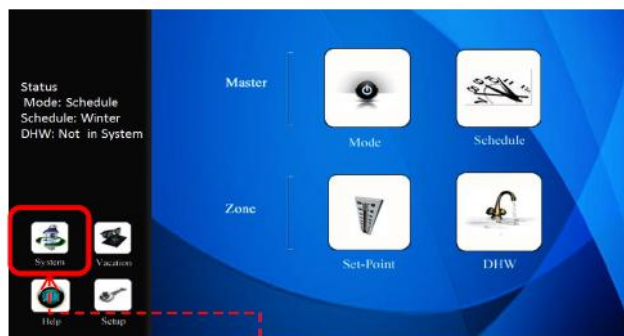 Status
Mode: Schedule
Schedule: Winter
DHW: Not in System
Master
Mode
Schedule
Zone
Set-Point
DHW
System
Vacation
Help
Setup